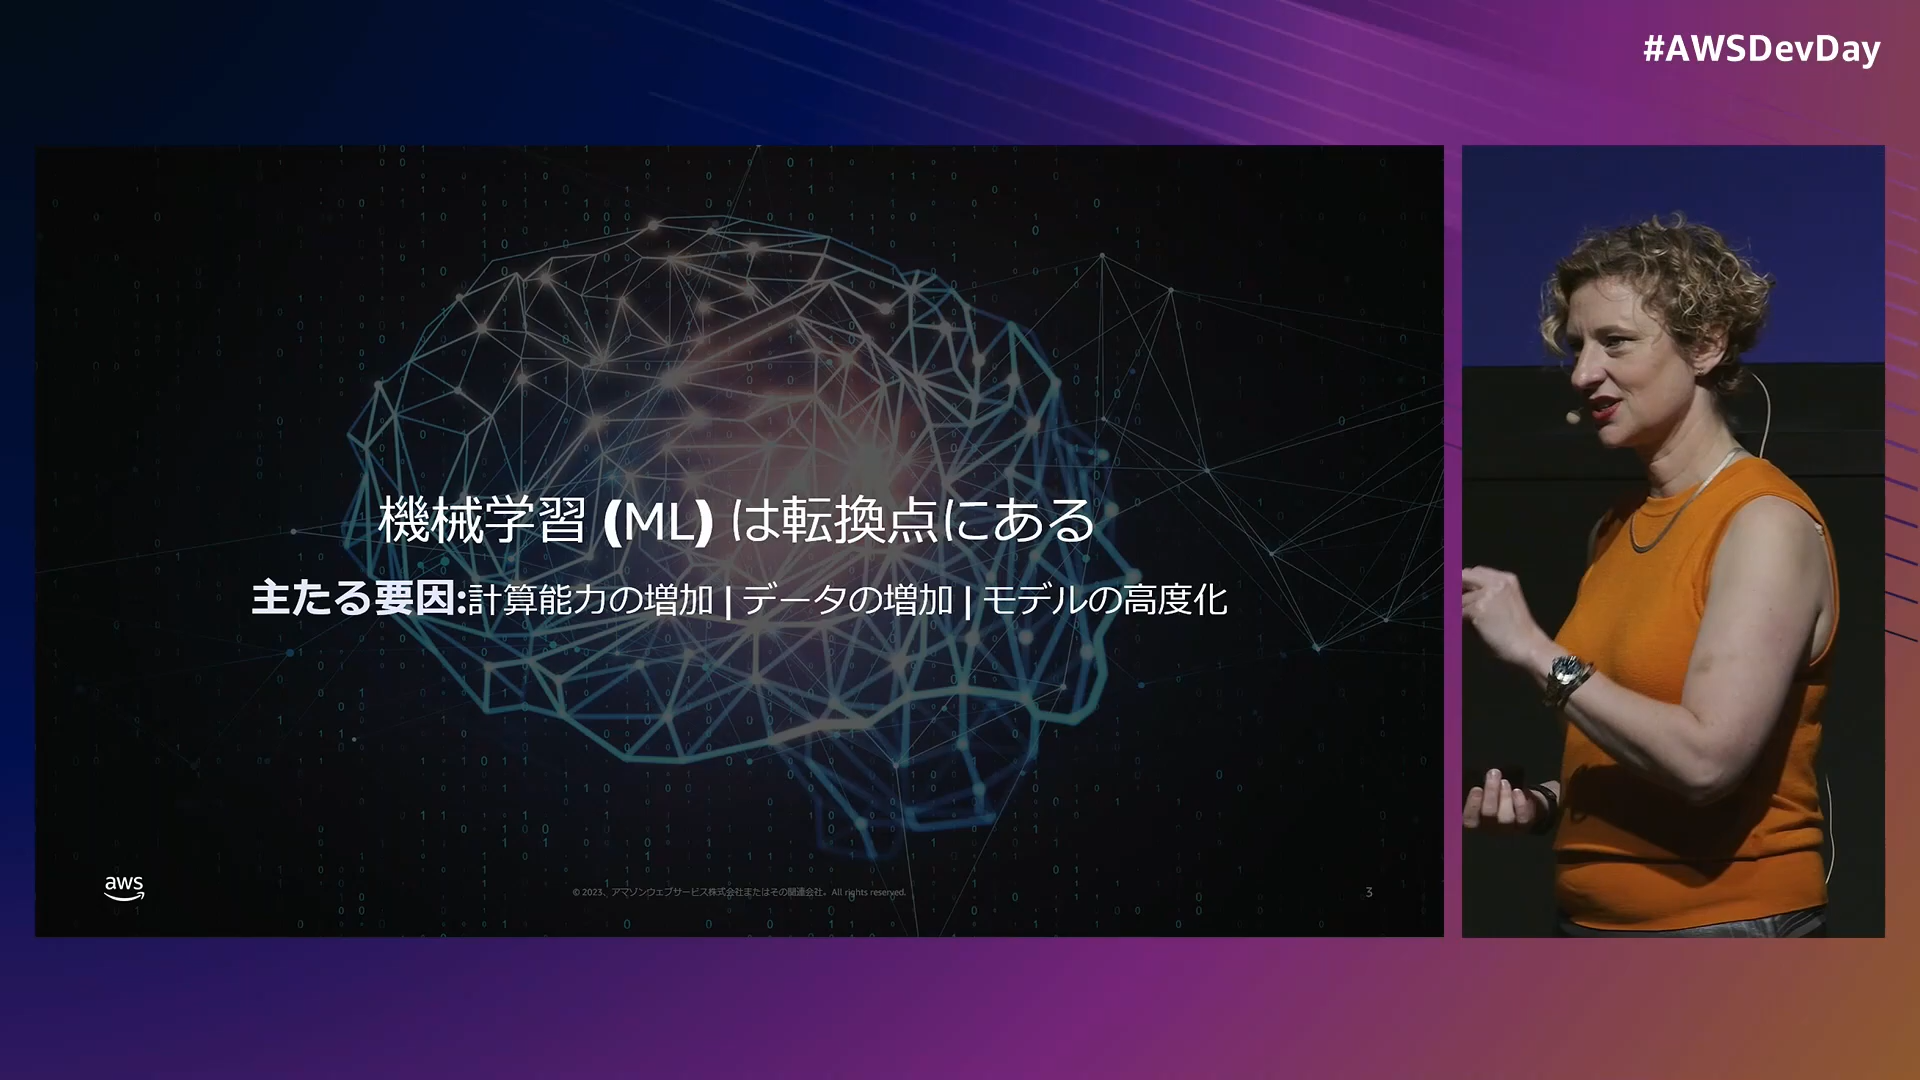 #AWSDevDay
機械学習 (ML) は転換点にある
主たる要因:計算能力の増加 | データの増加 | モデルの高度化
aws
© 2023、アマゾンウェブサービス株式会社またはその関連会社。All rights reserved.
3